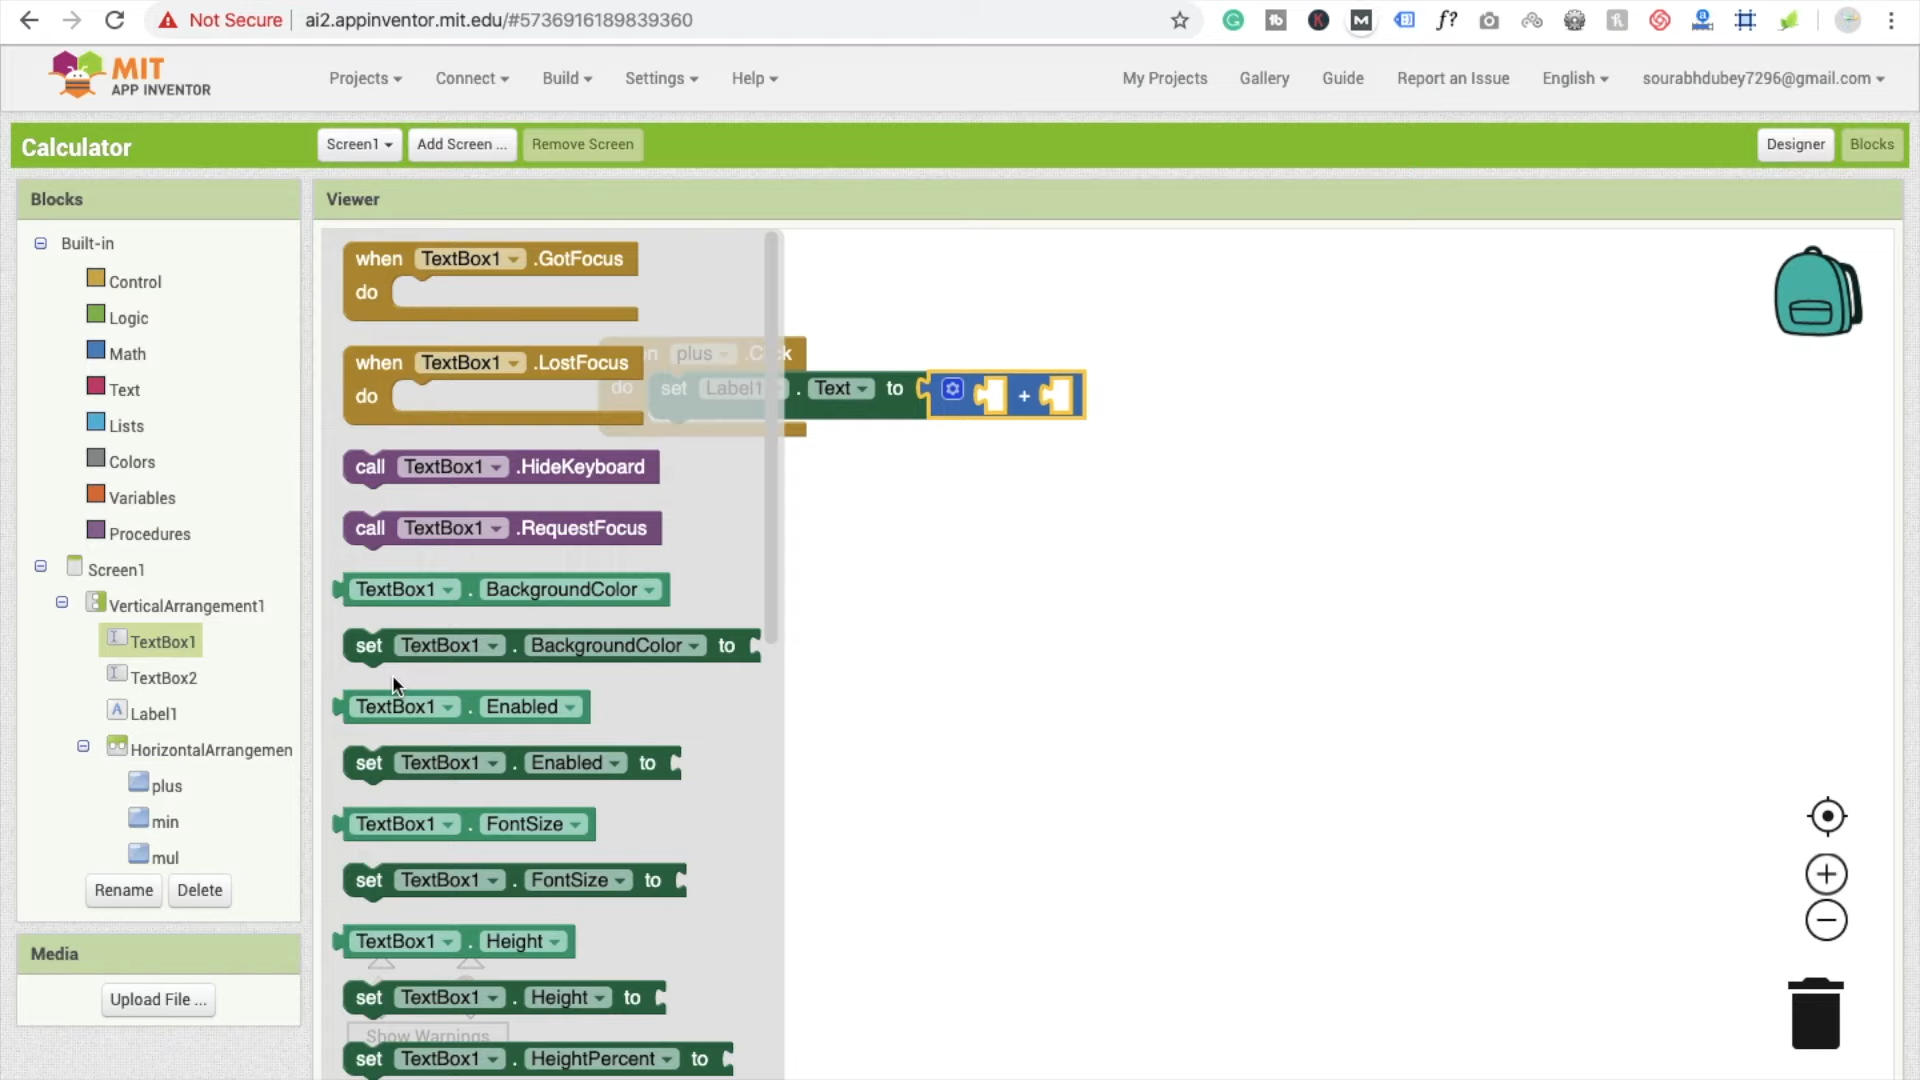 Not Secure ai2.appinventor.mit.edu/#5736916189839360
MIT
APP INVENTOR
Projects Connect Build Settings Help My Projects Gallery Guide Report an Issue English sourabhdubey7296@gmail.com
Calculator Screen1 Add Screen ... Remove Screen Designer Blocks
Blocks
Built-in
Control
Logic
Math
Text
Lists
Colors
Variables
Procedures
Screen1
VerticalArrangement1
TextBox1
TextBox2
Label1
HorizontalArrangemen
plus
min
mul
Rename Delete
Media
Upload File ...
Viewer
when TextBox1 .GotFocus
do
when TextBox1 .LostFocus
do
plus
do set Label1 . Text to +
call TextBox1 .HideKeyboard
call TextBox1 .RequestFocus
TextBox1 . BackgroundColor
set TextBox1 . BackgroundColor to
TextBox1 . Enabled
set TextBox1 . Enabled to
TextBox1 . FontSize
set TextBox1 . FontSize to
TextBox1 . Height
set TextBox1 . Height to
Show Warnings
set TextBox1 . HeightPercent to